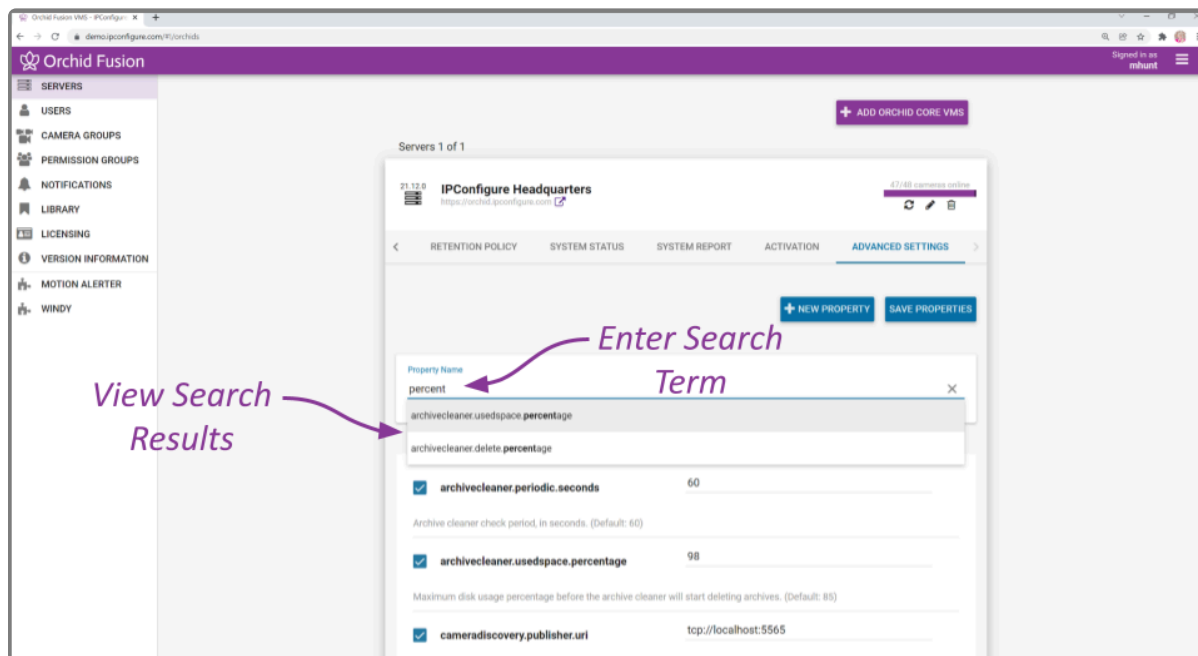 Orchid Fusion VMS - IPConfigur
demo.ipconfigure.com/#!/orchids
Orchid Fusion
Signed in as
mhunt
SERVERS
USERS
CAMERA GROUPS
PERMISSION GROUPS
NOTIFICATIONS
LIBRARY
LICENSING
VERSION INFORMATION
MOTION ALERTER
WINDY
ADD ORCHID CORE VMS
Servers 1 of 1
21.12.0
IPConfigure Headquarters
https://orchid.ipconfigure.com
47/48 cameras online
RETENTION POLICY SYSTEM STATUS SYSTEM REPORT ACTIVATION ADVANCED SETTINGS
NEW PROPERTY SAVE PROPERTIES
Enter Search
Term
Property Name
percent
View Search
Results
archivecleaner.usedspace.percentage
archivecleaner.delete.percentage
archivecleaner.periodic.seconds 60
Archive cleaner check period, in seconds. (Default: 60)
archivecleaner.usedspace.percentage 98
Maximum disk usage percentage before the archive cleaner will start deleting archives. (Default: 85)
cameradiscovery.publisher.uri tcp://localhost:5565